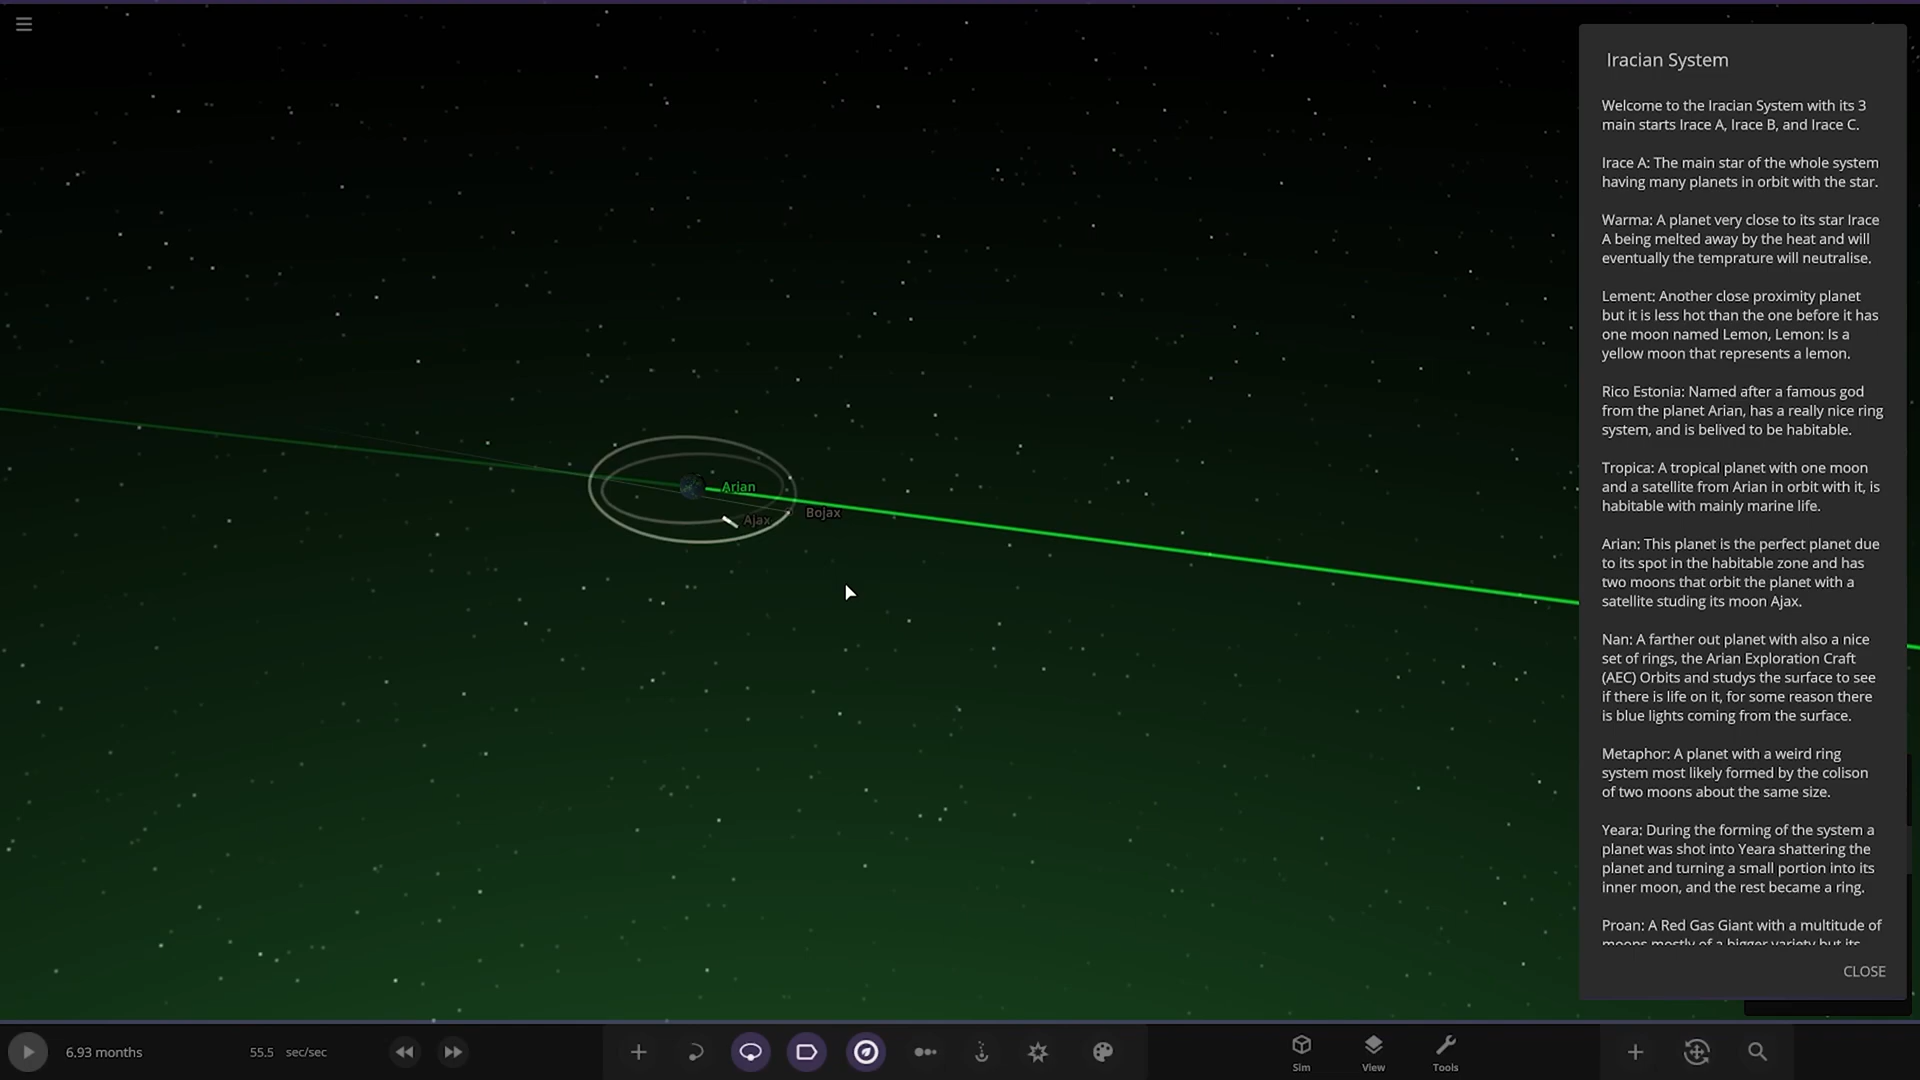 Iracian System
Welcome to the Iracian System with its 3
main starts Irace A, Irace B, and Irace C.
Irace A: The main star of the whole system
having many planets in orbit with the star.
Warma: A planet very close to its star Irace
A being melted away by the heat and will
eventually the temprature will neutralise.
Lement: Another close proximity planet
but it is less hot than the one before it has
one moon named Lemon, Lemon: Is a
yellow moon that represents a lemon.
Rico Estonia: Named after a famous god
from the planet Arian, has a really nice ring
system, and is belived to be habitable.
Tropica: A tropical planet with one moon
and a satellite from Arian in orbit with it, is
habitable with mainly marine life.
Arian: This planet is the perfect planet due
to its spot in the habitable zone and has
two moons that orbit the planet with a
satellite studing its moon Ajax.
Nan: A farther out planet with also a nice
set of rings, the Arian Exploration Craft
(AEC) Orbits and studys the surface to see
if there is life on it, for some reason there
is blue lights coming from the surface.
Metaphor: A planet with a weird ring
system most likely formed by the colison
of two moons about the same size.
Yeara: During the forming of the system a
planet was shot into Yeara shattering the
planet and turning a small portion into its
inner moon, and the rest became a ring.
Proan: A Red Gas Giant with a multitude of
moons mostly of a bigger variety but its
CLOSE
Arian
Ajax
Bojax
6.93 months
55.5 sec/sec
Sim
View
Tools